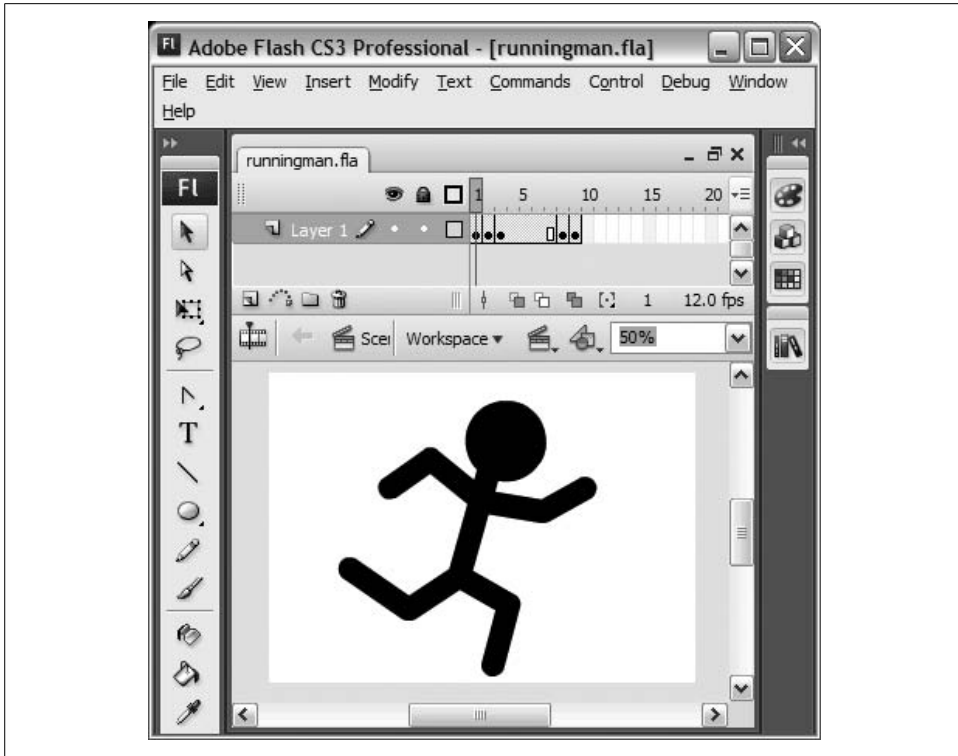 Fl Adobe Flash CS3 Professional - [runningman.fla]
File Edit View Insert Modify Text Commands Control Debug Window
Help
runningman.fla
Fl
1 5 10 15 20
Layer 1
1 12.0 fps
Scei Workspace 50%
T